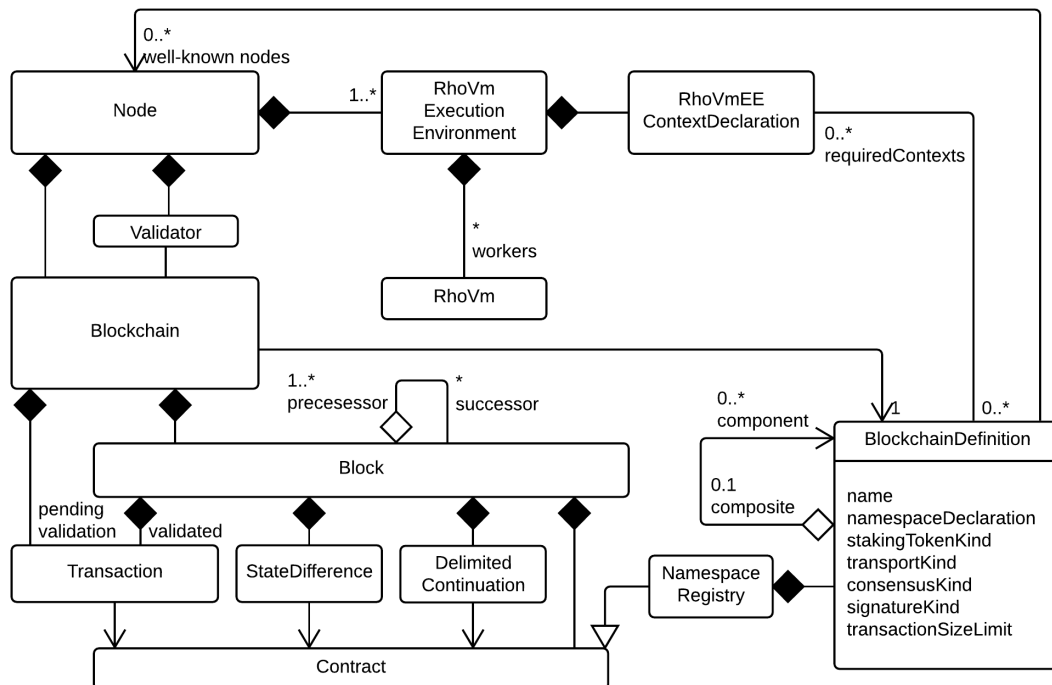 0..*
well-known nodes
Node
1..*
RhoVm
Execution
Environment
RhoVmEE
ContextDeclaration
0..*
requiredContexts
Validator
*
workers
RhoVm
Blockchain
1..*
precesessor
*
successor
0..*
component
1
0..*
BlockchainDefinition
Block
0.1
composite
name
namespaceDeclaration
stakingTokenKind
transportKind
consensusKind
signatureKind
transactionSizeLimit
pending
validation
validated
Transaction
StateDifference
Delimited
Continuation
Namespace
Registry
Contract